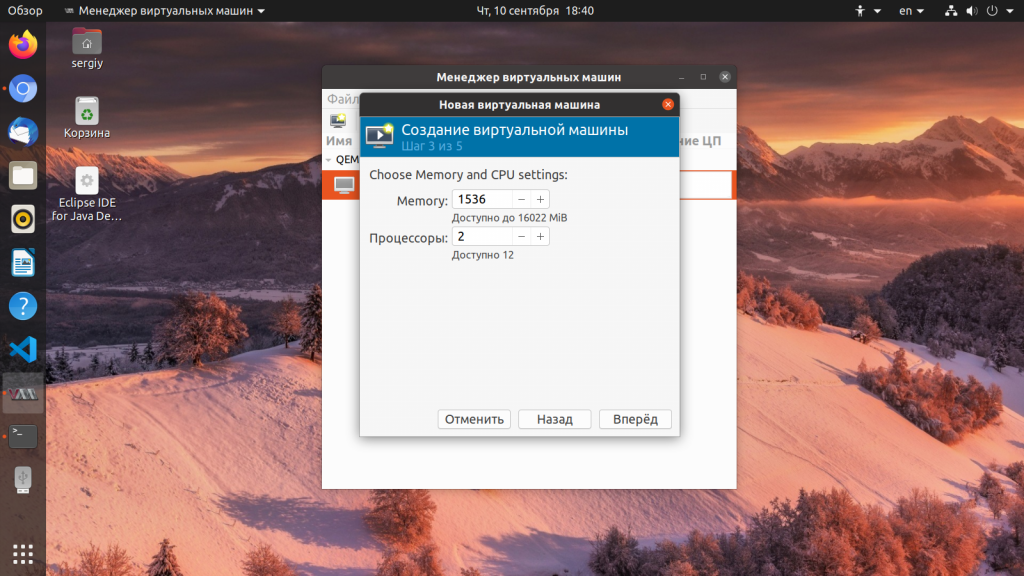 Обзор
Менеджер виртуальных машин
Чт, 10 сентября 18:40
en
sergiy
Корзина
Eclipse IDE
for Java De...
Менеджер виртуальных машин
Файл
Имя
ние ЦП
QEM
Новая виртуальная машина
Создание виртуальной машины
Шаг 3 из 5
Choose Memory and CPU settings:
Memory: 1536 − +
Доступно до 16022 MiB
Процессоры: 2 − +
Доступно 12
Отменить
Назад
Вперёд